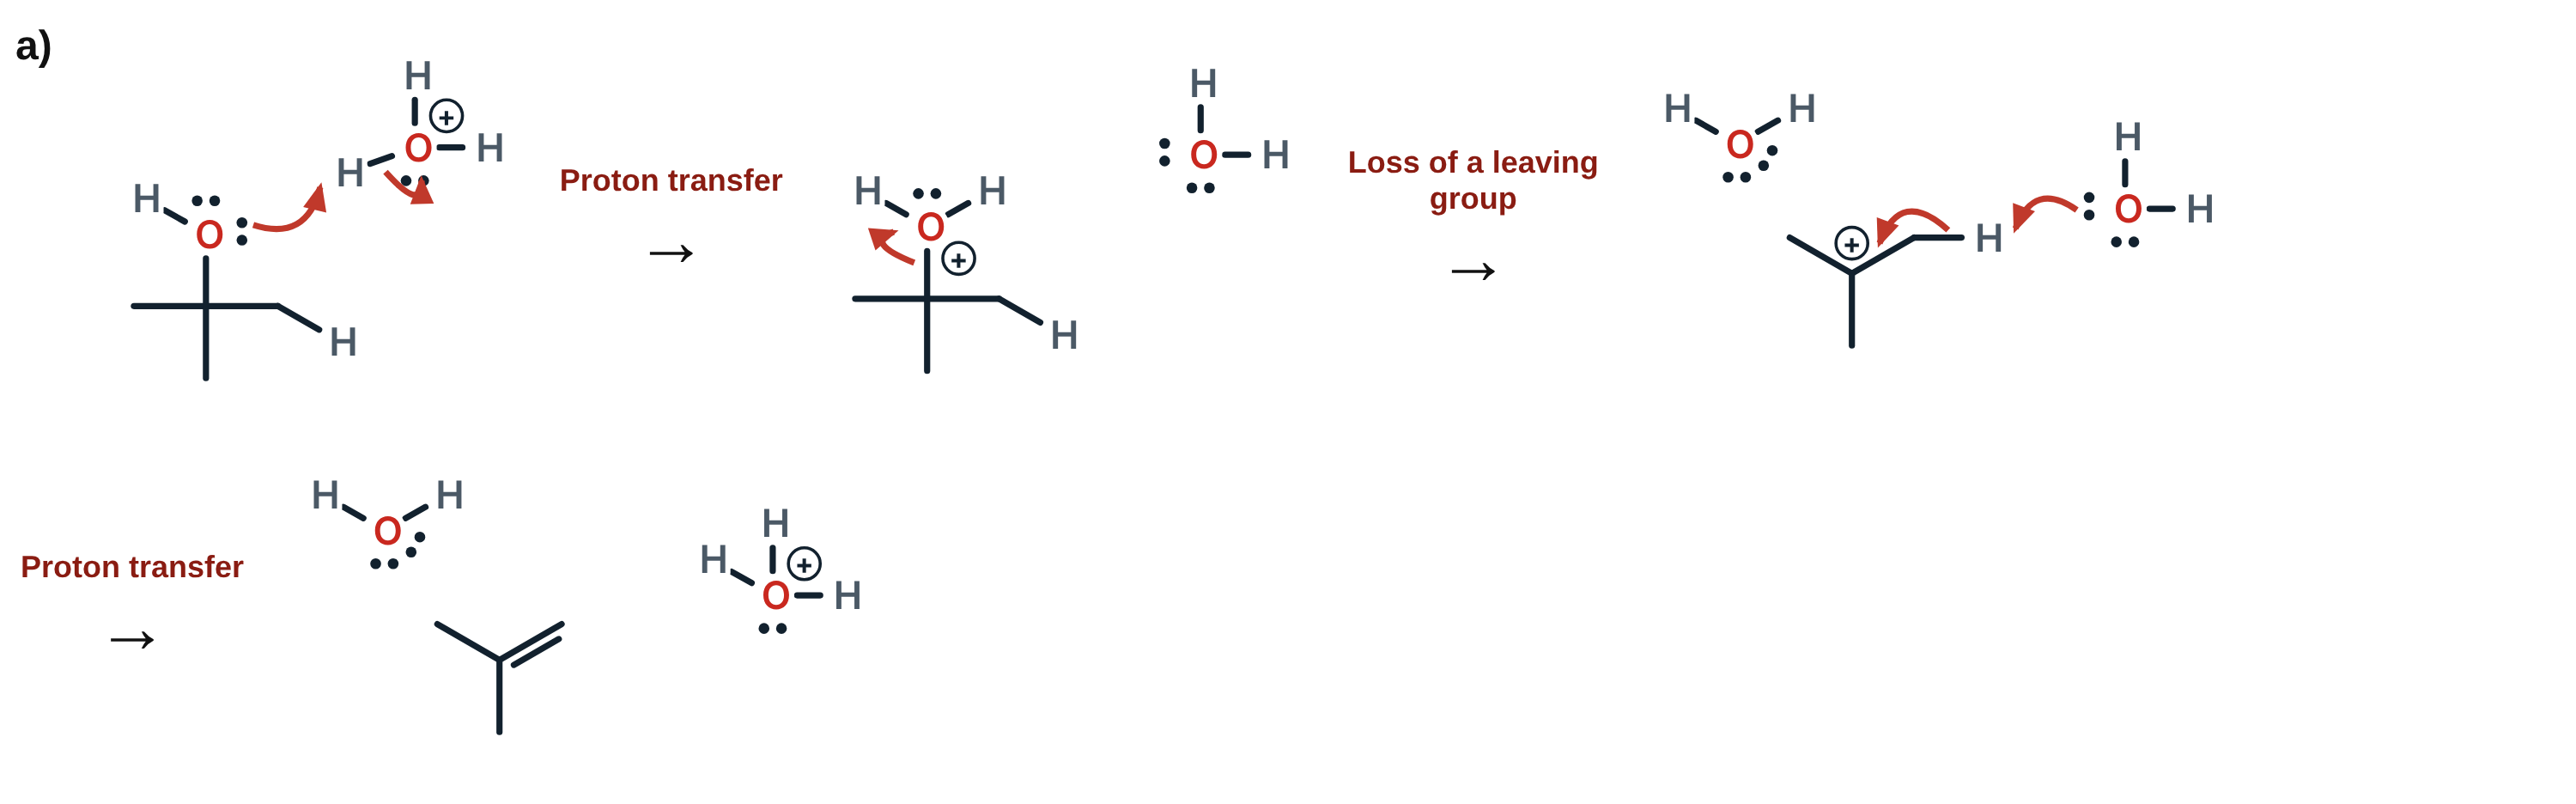 a)
H
H
O
H
H
O
H
+
Proton transfer
→
H
H
O
+
H
H
O
H
Loss of a leaving
group
→
H
H
O
+
H
H
O
H
Proton transfer
→
H
H
O
H
H
O
H
+